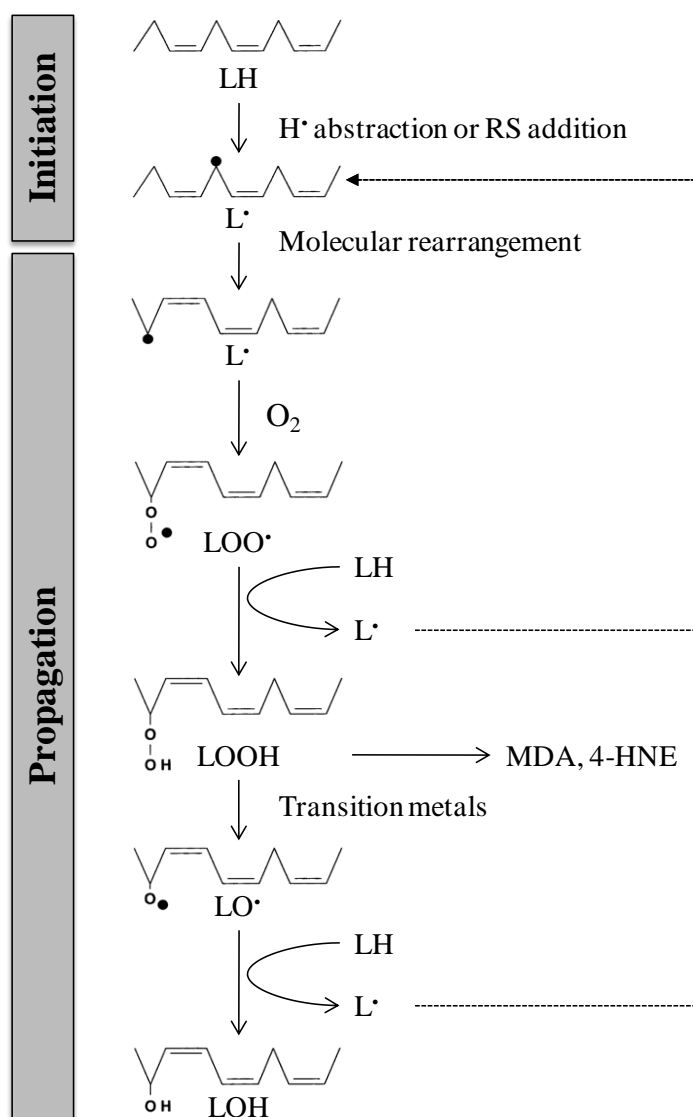 Initiation
LH
H• abstraction or RS addition
L•
Molecular rearrangement
Propagation
L•
O₂
O
O
LOO•
LH
L•
O
OH
LOOH
MDA, 4-HNE
Transition metals
O
LO•
LH
L•
OH
LOH